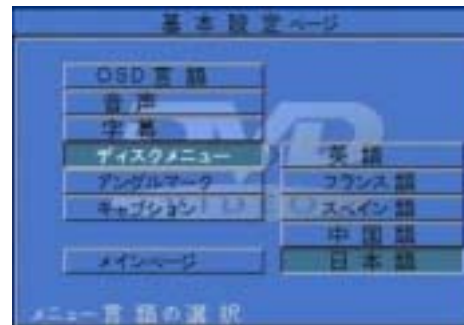 基本設定ページ
OSD言語
音声
字幕
ディスクメニュー
アングルマーク
キャプション
メインページ
英語
フランス語
スペイン語
中国語
日本語
メニュー言語の選択